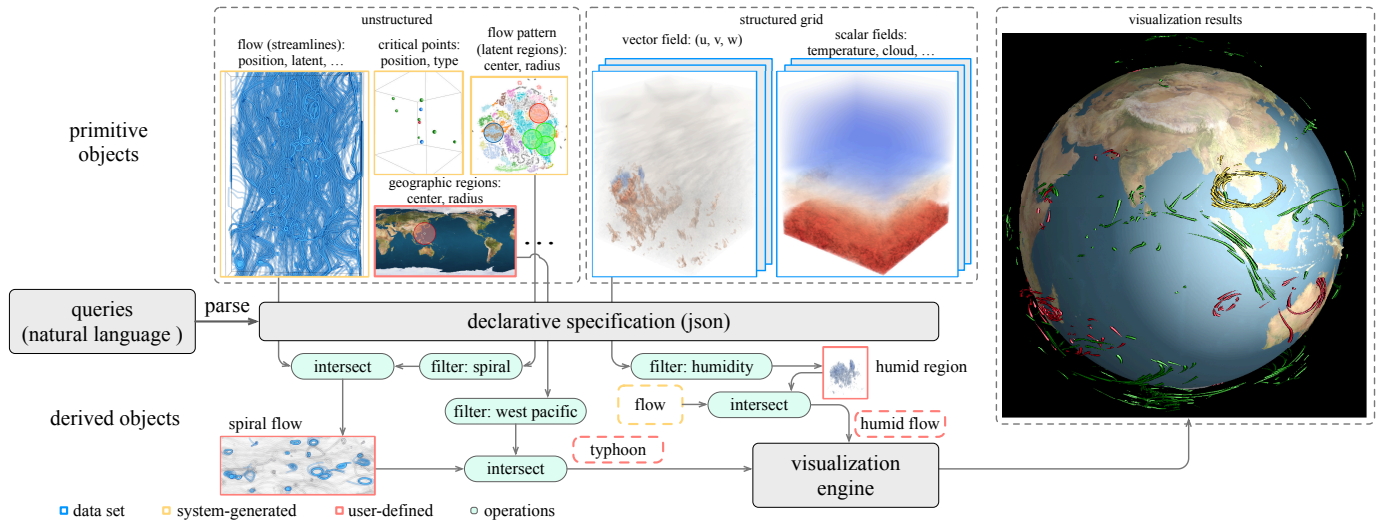 unstructured
structured grid
visualization results
flow (streamlines):
position, latent, …
critical points:
position, type
flow pattern
(latent regions):
center, radius
vector field: (u, v, w)
scalar fields:
temperature, cloud, …
primitive
objects
geographic regions:
center, radius
...
queries
(natural language )
parse
declarative specification (json)
intersect
filter: spiral
filter: humidity
humid region
derived objects
filter: west pacific
flow
intersect
spiral flow
humid flow
typhoon
intersect
visualization
engine
data set
system-generated
user-defined
operations